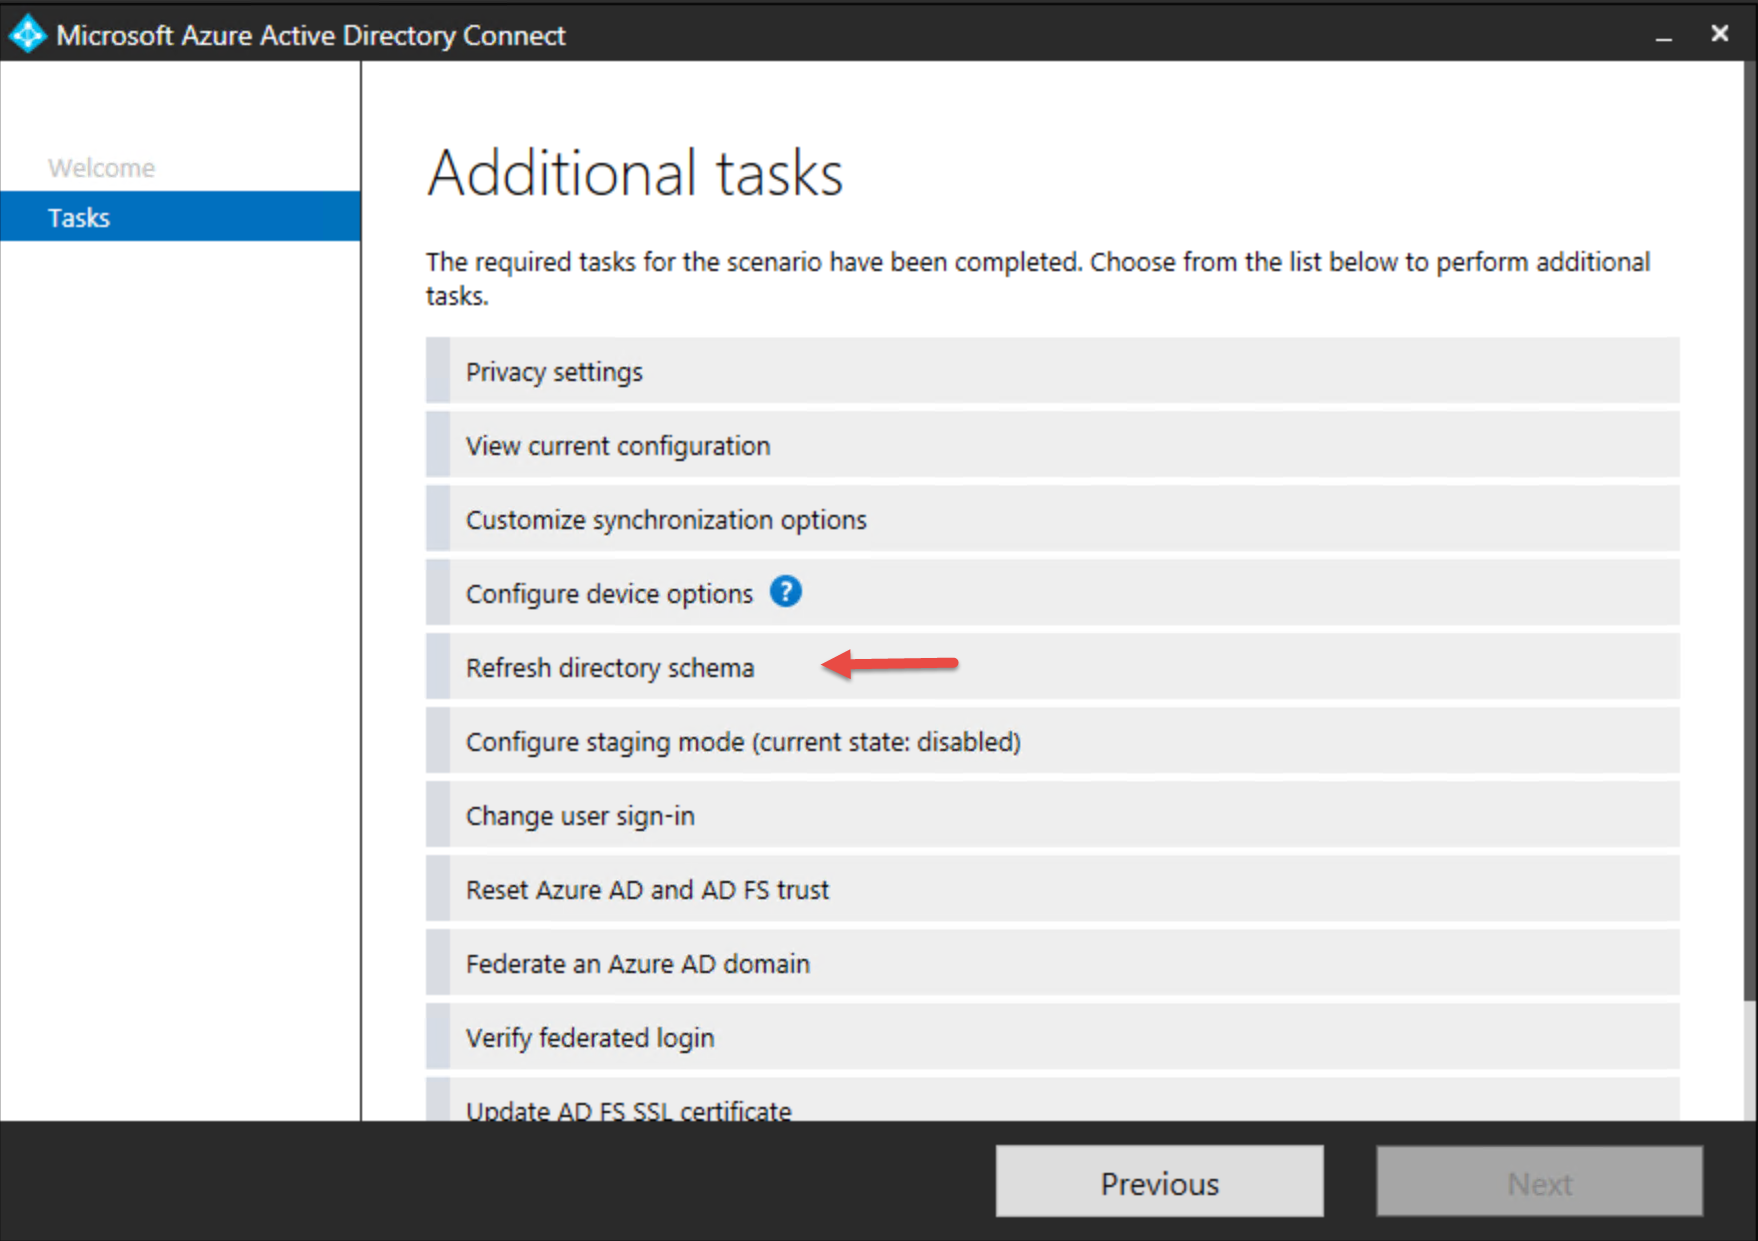 Microsoft Azure Active Directory Connect
Welcome
Tasks
Additional tasks
The required tasks for the scenario have been completed. Choose from the list below to perform additional
tasks.
Privacy settings
View current configuration
Customize synchronization options
Configure device options ?
Refresh directory schema
Configure staging mode (current state: disabled)
Change user sign-in
Reset Azure AD and AD FS trust
Federate an Azure AD domain
Verify federated login
Update AD FS SSL certificate
Previous
Next